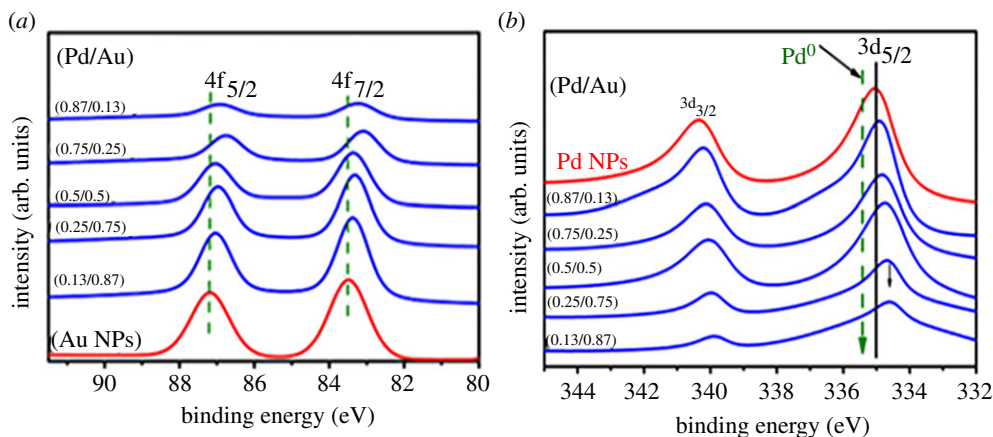 (a)
(Pd/Au)
4f5/2
4f7/2
(0.87/0.13)
(0.75/0.25)
(0.5/0.5)
(0.25/0.75)
(0.13/0.87)
(Au NPs)
intensity (arb. units)
90 88 86 84 82 80
binding energy (eV)
(b)
3d5/2
Pd0
(Pd/Au)
3d3/2
Pd NPs
(0.87/0.13)
(0.75/0.25)
(0.5/0.5)
(0.25/0.75)
(0.13/0.87)
intensity (arb. units)
344 342 340 338 336 334 332
binding energy (eV)